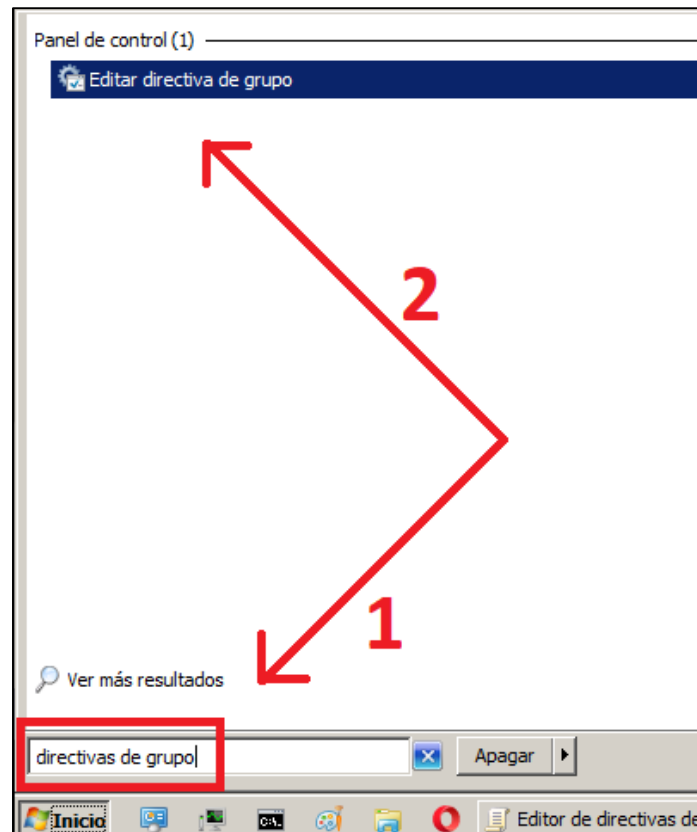 Panel de control (1)
Editar directiva de grupo
2
1
Ver más resultados
directivas de grupo
Apagar
Inicio
C:\.
Editor de directivas de